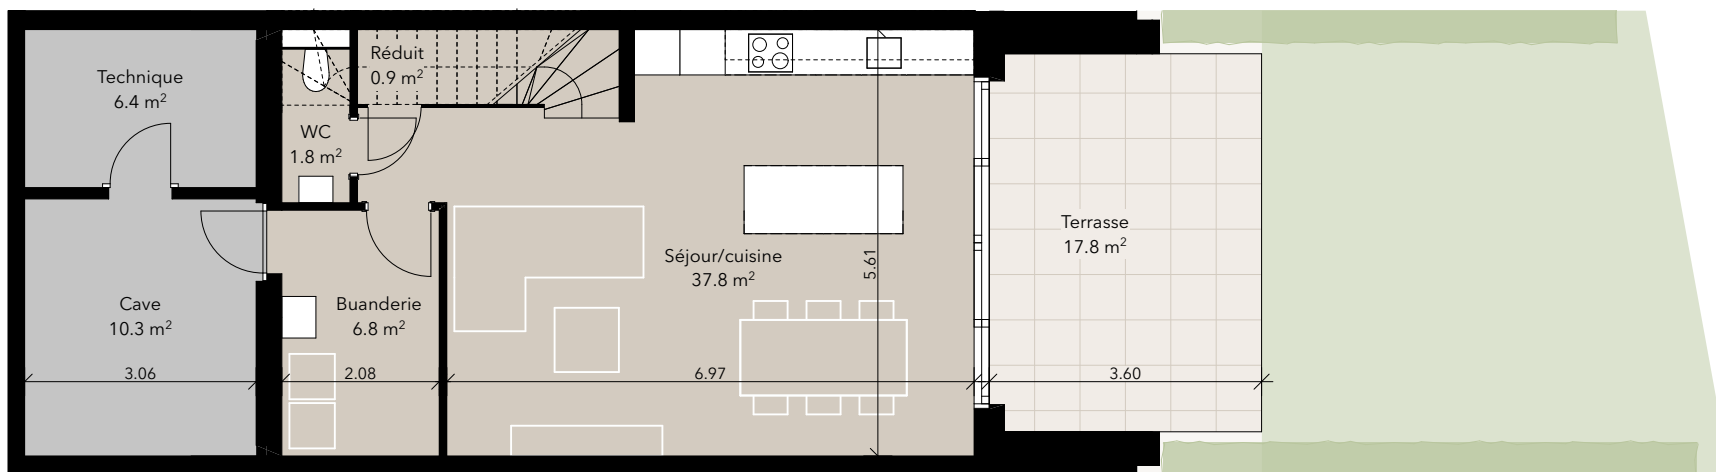 Technique
6.4 m²
Réduit
0.9 m²
WC
1.8 m²
Cave
10.3 m²
Buanderie
6.8 m²
Séjour/cuisine
37.8 m²
Terrasse
17.8 m²
5.61
3.06
2.08
6.97
3.60